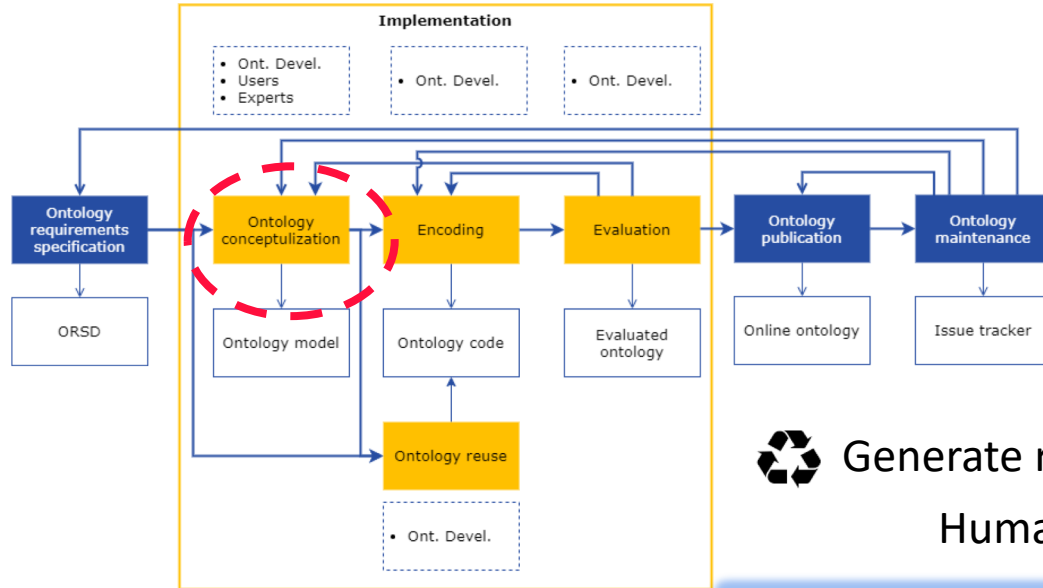 Implementation
• Ont. Devel.
• Users
• Experts
• Ont. Devel.
• Ont. Devel.
Ontology
requirements
specification
Ontology
conceptulization
Encoding
Evaluation
Ontology
publication
Ontology
maintenance
ORSD
Ontology model
Ontology code
Evaluated
ontology
Online ontology
Issue tracker
Ontology reuse
• Ont. Devel.
Generate